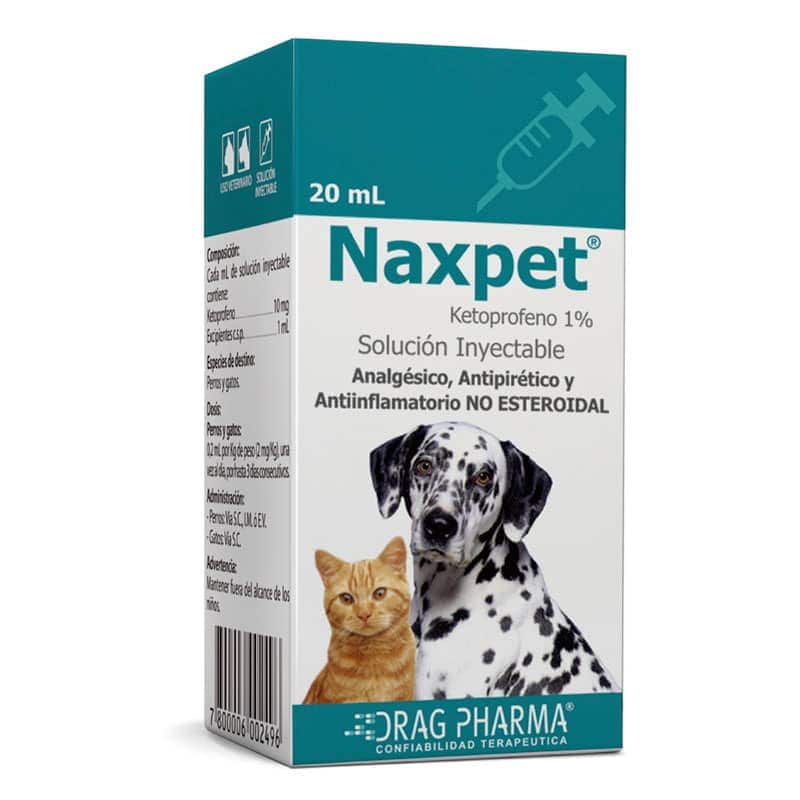 USO VETERINARIO
SOLUCIÓN
INYECTABLE
Composición:
Cada mL de solución inyectable
contiene:
Ketoprofeno..............10 mg
Excipientes c.s.p. ..............1 mL
Especies de destino:
Perros y gatos.
Dosis:
Perros y gatos:
0,2 mL por Kg de peso (2 mg/Kg), una
vez al día, por hasta 3 días consecutivos.
Administración:
- Perros: Vía S.C., I.M. ó E.V.
- Gatos: Vía S.C.
Advertencia:
Mantener fuera del alcance de los
niños.
7 800006 002496
20 mL
Naxpet®
Ketoprofeno 1%
Solución Inyectable
Analgésico, Antipirético y
Antiinflamatorio NO ESTEROIDAL
DRAG PHARMA®
CONFIABILIDAD TERAPEUTICA